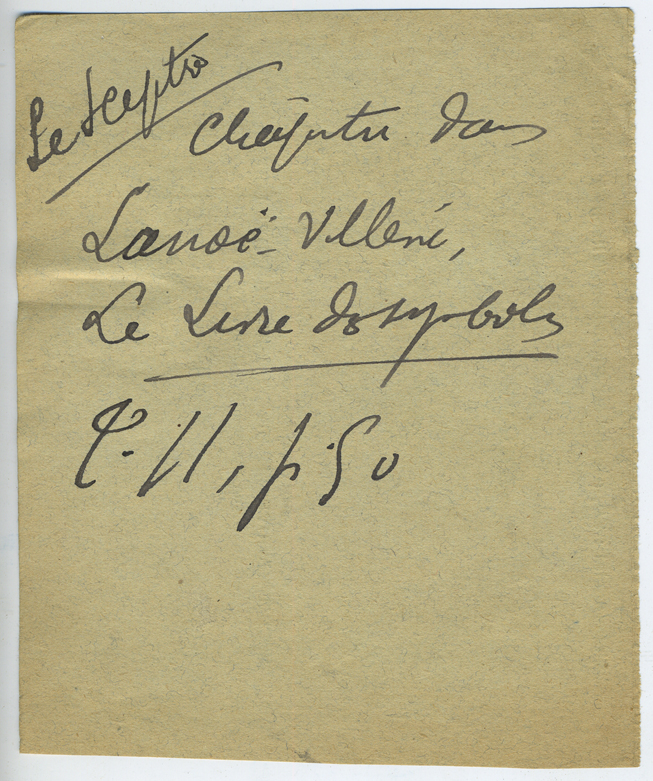 Le sceptre
Chapitre dans
Lanoë-Villène,
Le Livre des symboles
T. II, p. 50